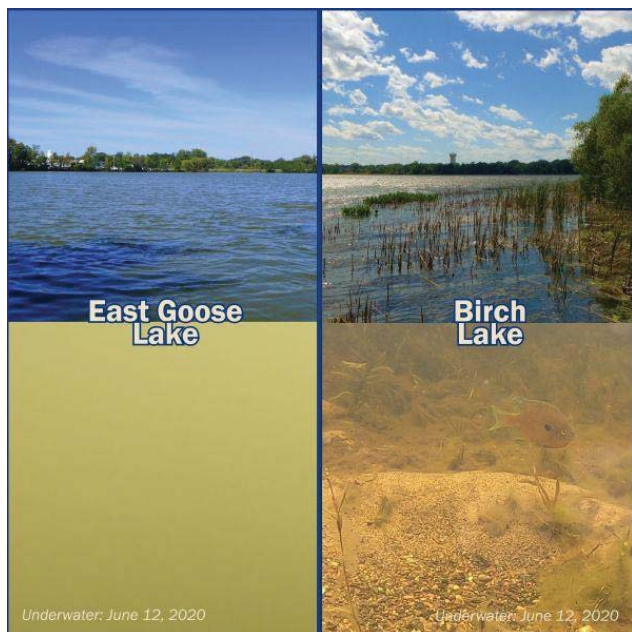 East Goose
Lake
Birch
Lake
Underwater: June 12, 2020
Underwater: June 12, 2020